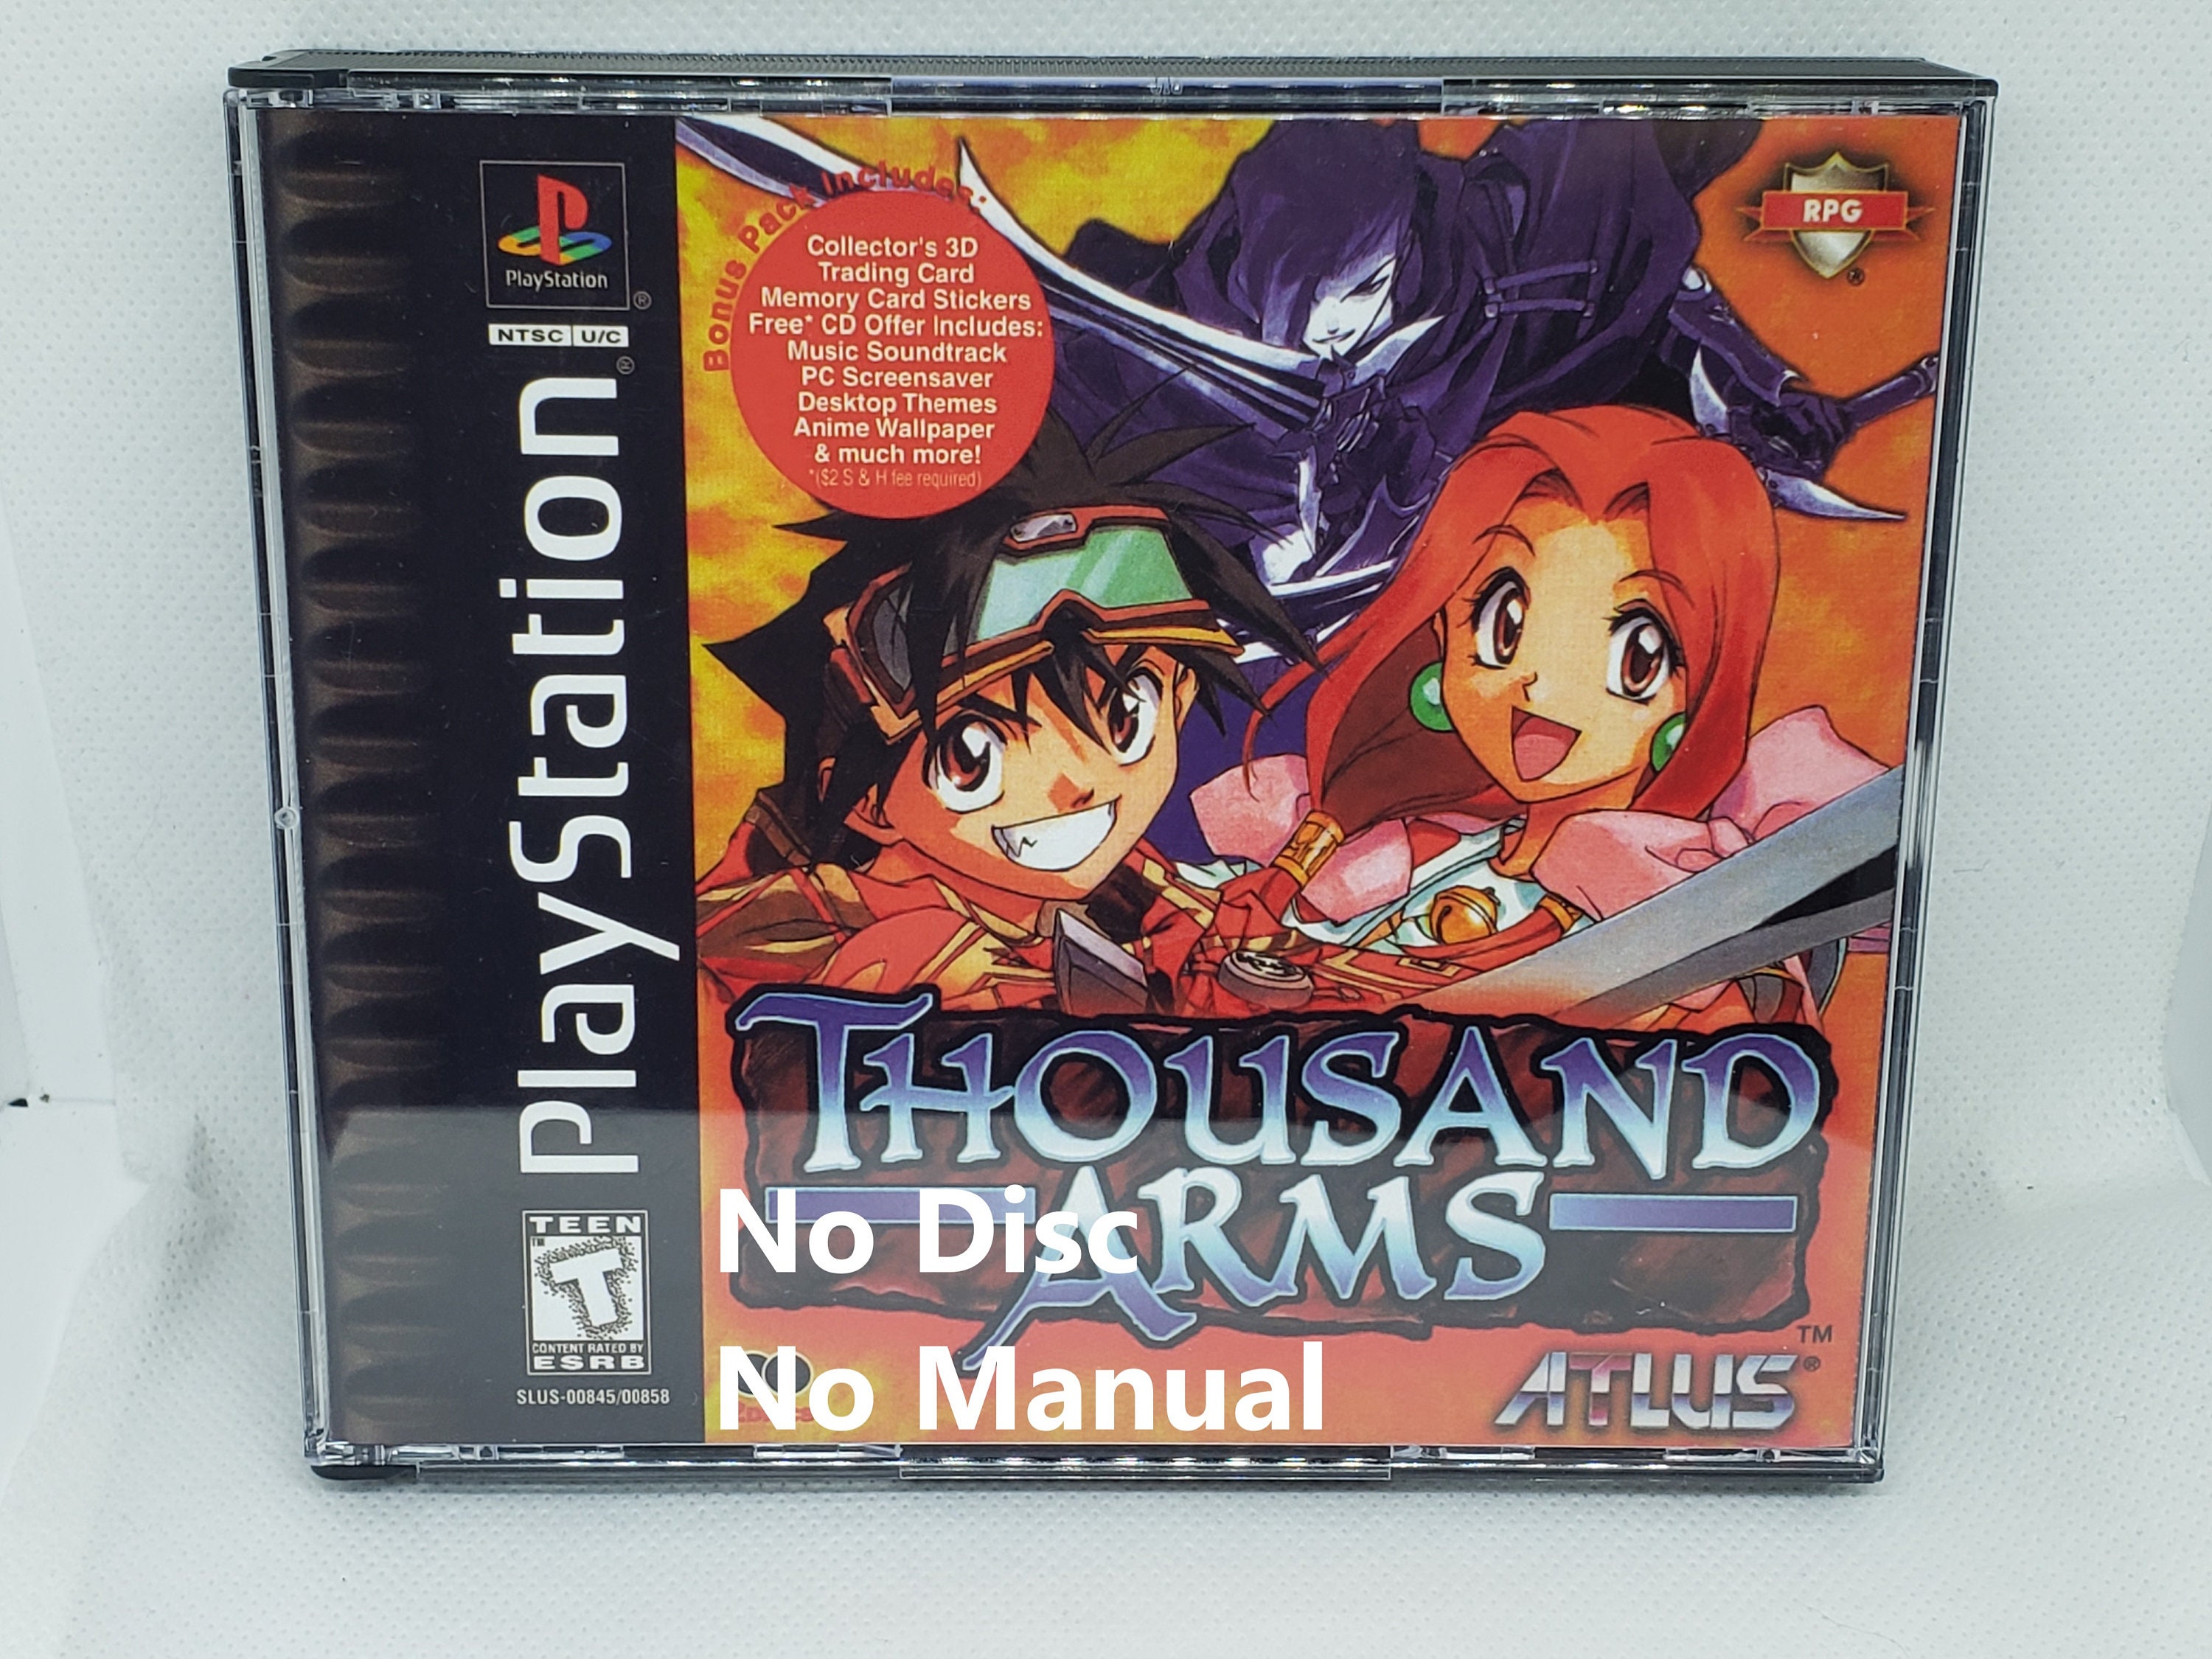 PlayStation
NTSC U/C
PlayStation
TEEN
T
CONTENT RATED BY
ESRB
SLUS-00845/00858
Bonus Pack Includes:
Collector's 3D
Trading Card
Memory Card Stickers
Free* CD Offer Includes:
Music Soundtrack
PC Screensaver
Desktop Themes
Anime Wallpaper
& much more!
*($2 S & H fee required)
RPG
THOUSAND
ARMS
TM
ATLUS
No Disc
No Manual